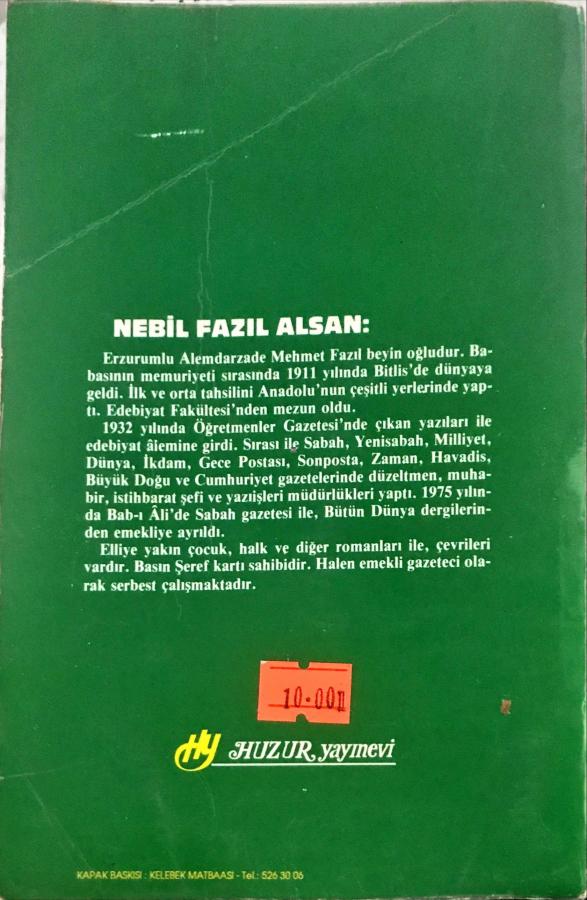 NEBİL FAZIL ALSAN:
Erzurumlu Alemdarzade Mehmet Fazıl beyin oğludur. Ba-
basının memuriyeti sırasında 1911 yılında Bitlis'de dünyaya
geldi. İlk ve orta tahsilini Anadolu'nun çeşitli yerlerinde yap-
tı. Edebiyat Fakültesi'nden mezun oldu.
1932 yılında Öğretmenler Gazetesi'nde çıkan yazıları ile
edebiyat âlemine girdi. Sırası ile Sabah, Yenisabah, Milliyet,
Dünya, İkdam, Gece Postası, Sonposta, Zaman, Havadis,
Büyük Doğu ve Cumhuriyet gazetelerinde düzeltmen, muha-
bir, istihbarat şefi ve yazıişleri müdürlükleri yaptı. 1975 yılın-
da Bab-ı Âli'de Sabah gazetesi ile, Bütün Dünya dergilerin-
den emekliye ayrıldı.
Elliye yakın çocuk, halk ve diğer romanları ile, çevrileri
vardır. Basın Şeref kartı sahibidir. Halen emekli gazeteci ola-
rak serbest çalışmaktadır.
10.00
Hy HUZUR yayınevi
KAPAK BASKISI : KELEBEK MATBAASI - Tel.: 526 30 06